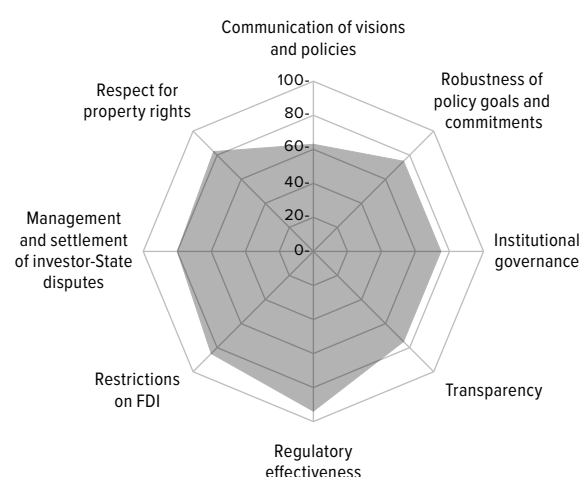 Communication of visions
and policies
Robustness of
policy goals and
commitments
Institutional
governance
Transparency
Regulatory
effectiveness
Restrictions
on FDI
Management
and settlement
of investor-State
disputes
Respect for
property rights
100-
80-
60-
40-
20-
0-